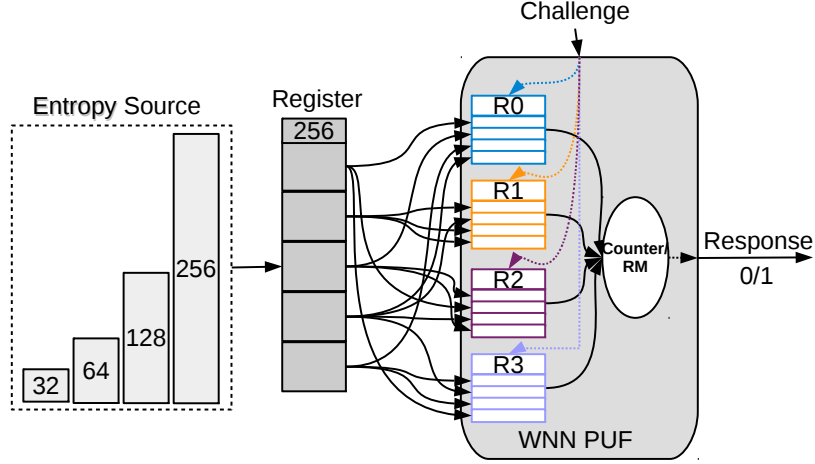 Challenge
Entropy Source
Register
256
R0
R1
R2
R3
32
64
128
256
Counter/
RM
Response
0/1
WNN PUF